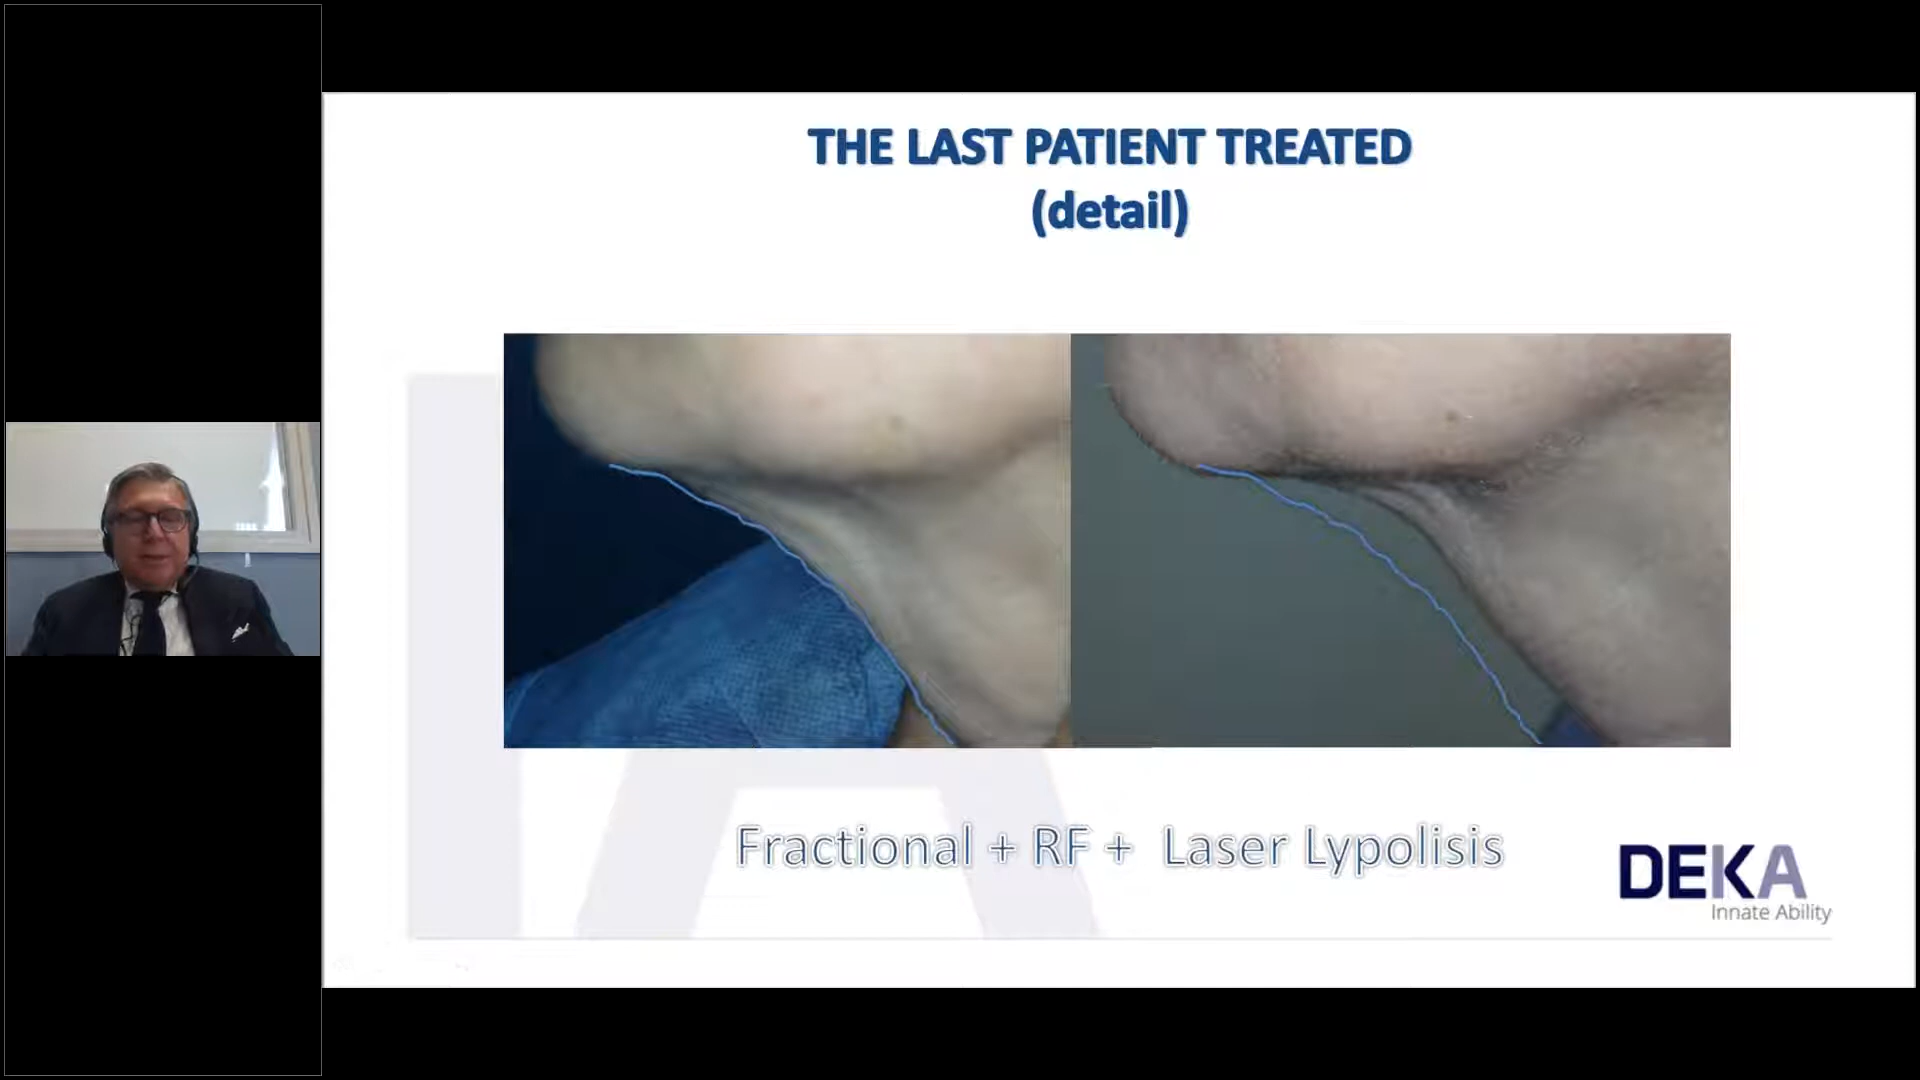 THE LAST PATIENT TREATED
(detail)
Fractional + RF + Laser Lypolisis
DEKA
Innate Ability